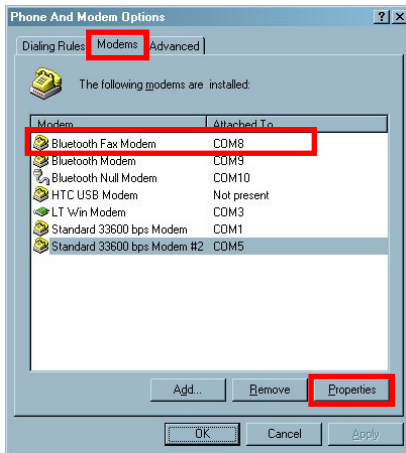 Phone And Modem Options
Dialing Rules Modems Advanced
The following modems are installed:
Modem Attached To
Bluetooth Fax Modem COM8
Bluetooth Modem COM9
Bluetooth Null Modem COM10
HTC USB Modem Not present
LT Win Modem COM3
Standard 33600 bps Modem COM1
Standard 33600 bps Modem #2 COM5
Add... Remove Properties
OK Cancel Apply